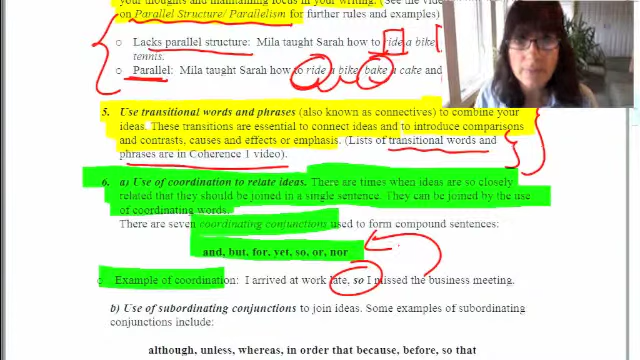 your thoughts and maintaining focus in your writing. (See the vide
on Parallel Structure/ Parallelism for further rules and examples)
o Lacks parallel structure: Mila taught Sarah how to ride a bike
tennis.
o Parallel: Mila taught Sarah how to ride a bike, bake a cake and
5. Use transitional words and phrases (also known as connectives) to combine your
ideas. These transitions are essential to connect ideas and to introduce comparisons
and contrasts, causes and effects or emphasis. (Lists of transitional words and
phrases are in Coherence 1 video).
6. a) Use of coordination to relate ideas. There are times when ideas are so closely
related that they should be joined in a single sentence. They can be joined by the use
of coordinating words.
There are seven coordinating conjunctions used to form compound sentences:
and, but, for, yet, so, or, nor
o Example of coordination: I arrived at work late, so I missed the business meeting.
b) Use of subordinating conjunctions to join ideas. Some examples of subordinating
conjunctions include:
although, unless, whereas, in order that because, before, so that